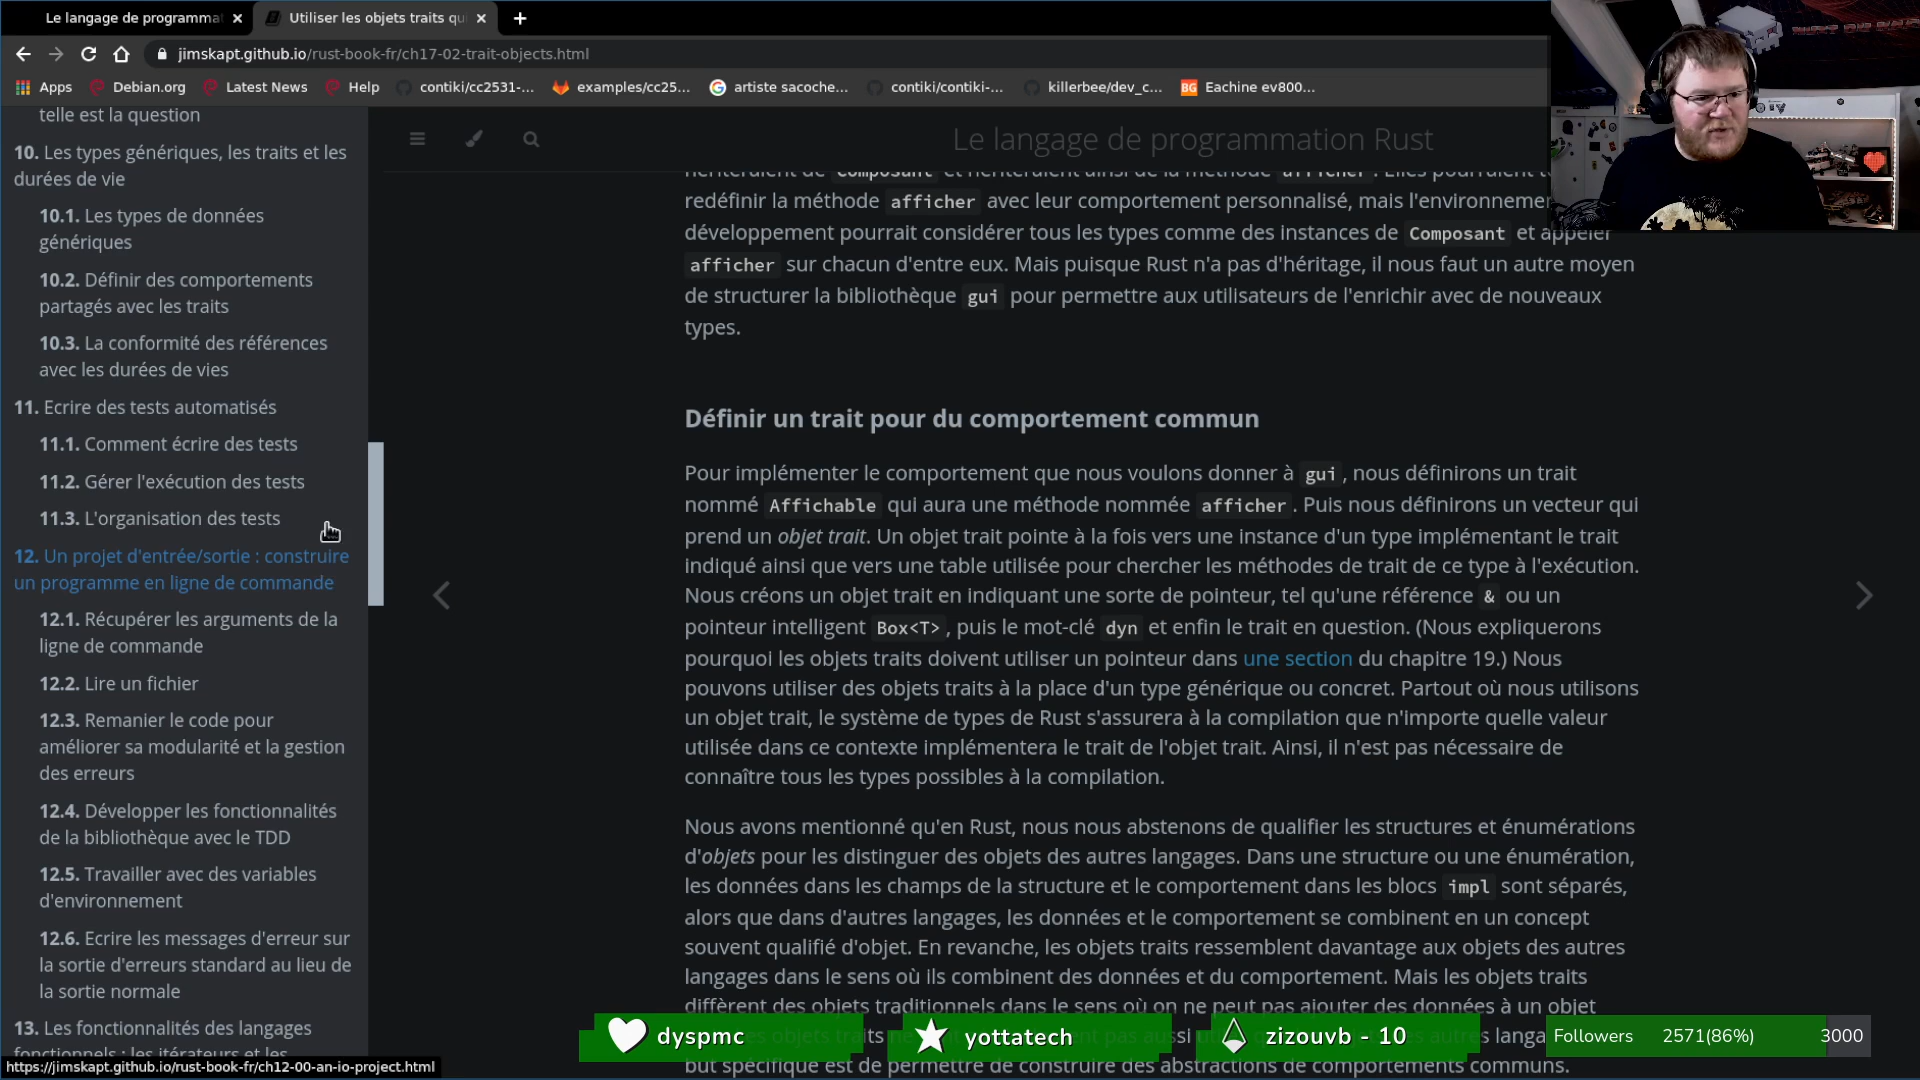 Le langage de programma
Utiliser les objets traits qu
jimskapt.github.io/rust-book-fr/ch17-02-trait-objects.html
Apps
Debian.org
Latest News
Help
contiki/cc2531-...
examples/cc25...
artiste sacoche...
contiki/contiki-...
killerbee/dev_c...
BG
Eachine ev800...
telle est la question
10. Les types génériques, les traits et les
durées de vie
10.1. Les types de données
génériques
10.2. Définir des comportements
partagés avec les traits
10.3. La conformité des références
avec les durées de vies
11. Ecrire des tests automatisés
11.1. Comment écrire des tests
11.2. Gérer l'exécution des tests
11.3. L'organisation des tests
12. Un projet d'entrée/sortie : construire
un programme en ligne de commande
12.1. Récupérer les arguments de la
ligne de commande
12.2. Lire un fichier
12.3. Remanier le code pour
améliorer sa modularité et la gestion
des erreurs
12.4. Développer les fonctionnalités
de la bibliothèque avec le TDD
12.5. Travailler avec des variables
d'environnement
12.6. Ecrire les messages d'erreur sur
la sortie d'erreurs standard au lieu de
la sortie normale
13. Les fonctionnalités des langages
fonctionnels : les itérateurs et les
https://jimskapt.github.io/rust-book-fr/ch12-00-an-io-project.html
Le langage de programmation Rust
hériteraient de Composant et hériteraient ainsi de la méthode afficher. Elles pourraient
redéfinir la méthode afficher avec leur comportement personnalisé, mais l'environneme
développement pourrait considérer tous les types comme des instances de Composant et appeler
afficher sur chacun d'entre eux. Mais puisque Rust n'a pas d'héritage, il nous faut un autre moyen
de structurer la bibliothèque gui pour permettre aux utilisateurs de l'enrichir avec de nouveaux
types.
Définir un trait pour du comportement commun
Pour implémenter le comportement que nous voulons donner à gui, nous définirons un trait
nommé Affichable qui aura une méthode nommée afficher. Puis nous définirons un vecteur qui
prend un objet trait. Un objet trait pointe à la fois vers une instance d'un type implémentant le trait
indiqué ainsi que vers une table utilisée pour chercher les méthodes de trait de ce type à l'exécution.
Nous créons un objet trait en indiquant une sorte de pointeur, tel qu'une référence & ou un
pointeur intelligent Box<T>, puis le mot-clé dyn et enfin le trait en question. (Nous expliquerons
pourquoi les objets traits doivent utiliser un pointeur dans une section du chapitre 19.) Nous
pouvons utiliser des objets traits à la place d'un type générique ou concret. Partout où nous utilisons
un objet trait, le système de types de Rust s'assurera à la compilation que n'importe quelle valeur
utilisée dans ce contexte implémentera le trait de l'objet trait. Ainsi, il n'est pas nécessaire de
connaître tous les types possibles à la compilation.
Nous avons mentionné qu'en Rust, nous nous abstenons de qualifier les structures et énumérations
d'objets pour les distinguer des objets des autres langages. Dans une structure ou une énumération,
les données dans les champs de la structure et le comportement dans les blocs impl sont séparés,
alors que dans d'autres langages, les données et le comportement se combinent en un concept
souvent qualifié d'objet. En revanche, les objets traits ressemblent davantage aux objets des autres
langages dans le sens où ils combinent des données et du comportement. Mais les objets traits
diffèrent des objets traditionnels dans le sens où on ne peut pas ajouter des données à un objet
but spécifique est de permettre de construire des abstractions de comportements communs.
dyspmc
yottatech
zizouvb - 10
Followers 2571(86%) 3000